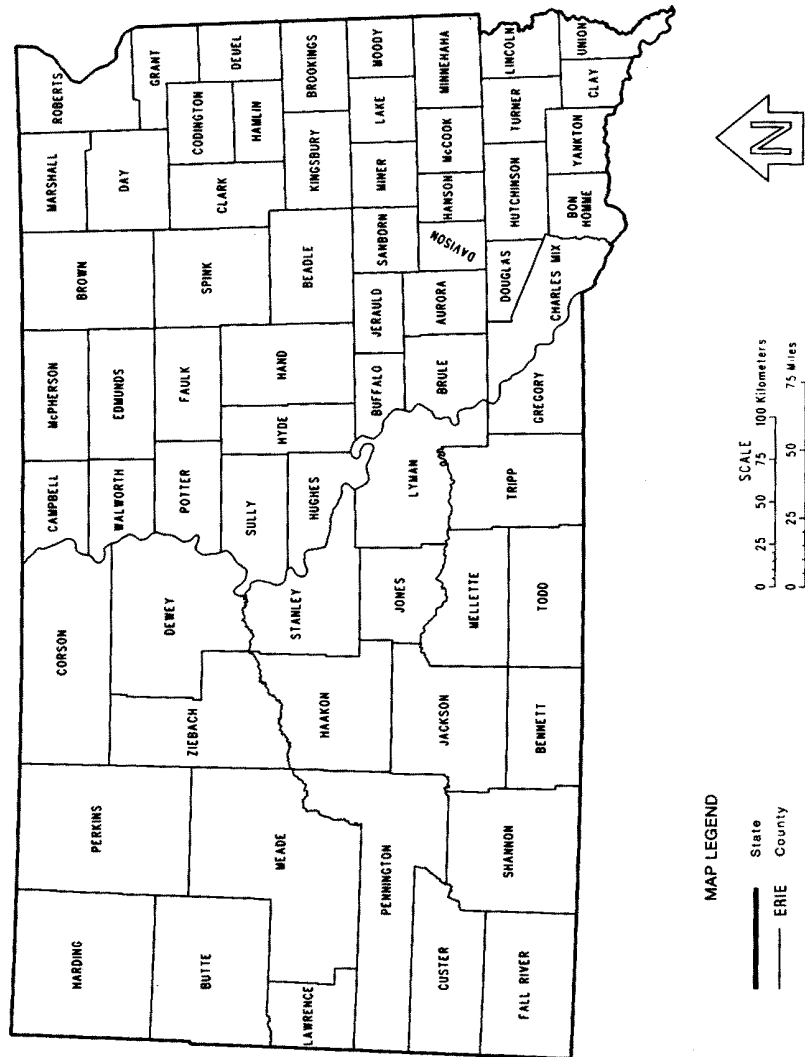 HARDING
PERKINS
CORSON
CAMPBELL
McPHERSON
BROWN
MARSHALL
ROBERTS
BUTTE
MEADE
ZIEBACH
DEWEY
WALWORTH
EDMUNDS
DAY
GRANT
POTTER
FAULK
SPINK
CLARK
CODINGTON
DEUEL
HAMLIN
LAWRENCE
PENNINGTON
HAAKON
STANLEY
SULLY
HUGHES
HYDE
HAND
BEADLE
KINGSBURY
BROOKINGS
CUSTER
JACKSON
JONES
LYMAN
BUFFALO
JERAULD
SANBORN
MINER
LAKE
MOODY
BRULE
AURORA
DAVISON
HANSON
McCOOK
MINNEHAHA
FALL RIVER
SHANNON
BENNETT
MELLETTE
TODD
TRIPP
GREGORY
CHARLES MIX
DOUGLAS
HUTCHINSON
TURNER
LINCOLN
BON
HOMME
YANKTON
CLAY
UNION
MAP LEGEND
State
ERIE County
SCALE
0 25 50 75 100 Kilometers
0 25 50 75 Miles
N